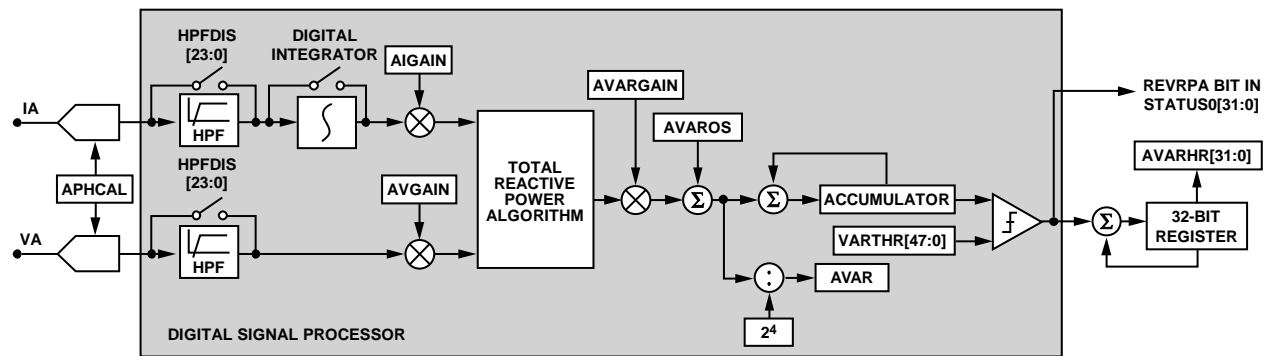 HPFDIS
[23:0]
DIGITAL
INTEGRATOR
AIGAIN
AVARGAIN
REVRPA BIT IN
STATUS0[31:0]
IA
HPF
AVAROS
AVARHR[31:0]
APHCAL
HPFDIS
[23:0]
AVGAIN
TOTAL
REACTIVE
POWER
ALGORITHM
Σ
Σ
ACCUMULATOR
VARTHR[47:0]
Σ
32-BIT
REGISTER
VA
HPF
:
AVAR
2⁴
DIGITAL SIGNAL PROCESSOR